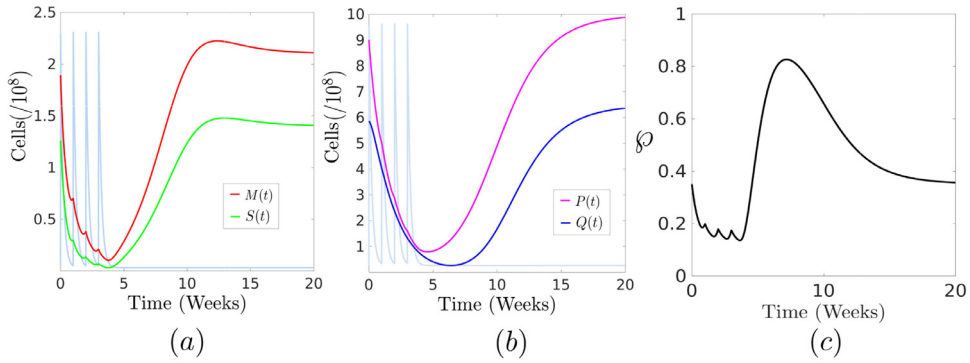 2.5
2
1.5
1
0.5
0
5
10
15
20
Cells(/10⁸)
Time (Weeks)
M(t)
S(t)
(a)
10
9
8
7
6
5
4
3
2
1
0
5
10
15
20
Cells(/10⁸)
Time (Weeks)
P(t)
Q(t)
(b)
1
0.8
0.6
0.4
0.2
0
0
10
20
℘
Time (Weeks)
(c)